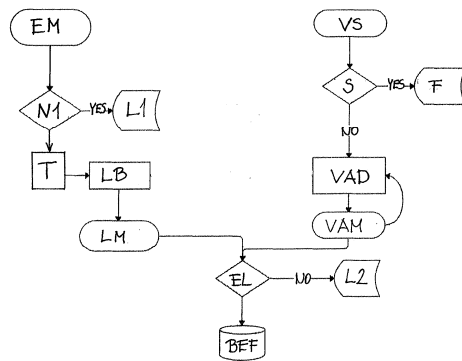 EM
VS
N1
YES
L1
S
YES
F
NO
T
LB
VAD
LM
VAM
EL
NO
L2
BEF